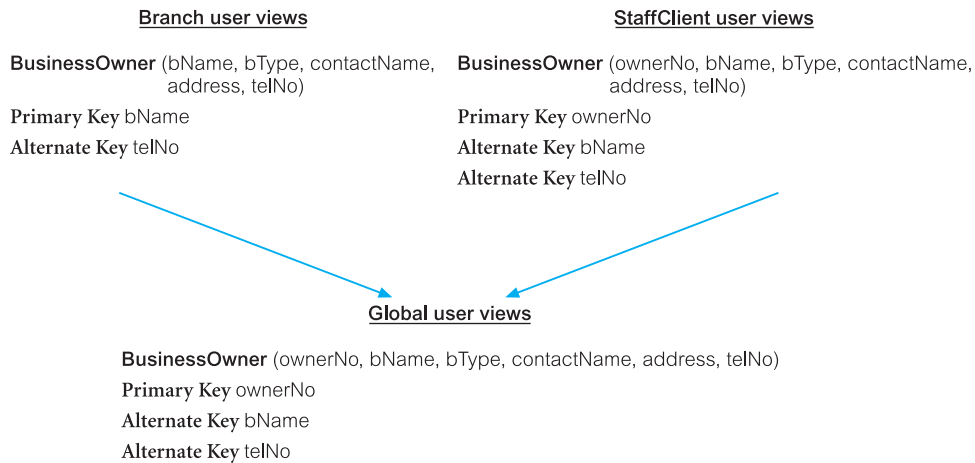 Branch user views
BusinessOwner (bName, bType, contactName,
address, telNo)
Primary Key bName
Alternate Key telNo
StaffClient user views
BusinessOwner (ownerNo, bName, bType, contactName,
address, telNo)
Primary Key ownerNo
Alternate Key bName
Alternate Key telNo
Global user views
BusinessOwner (ownerNo, bName, bType, contactName, address, telNo)
Primary Key ownerNo
Alternate Key bName
Alternate Key telNo